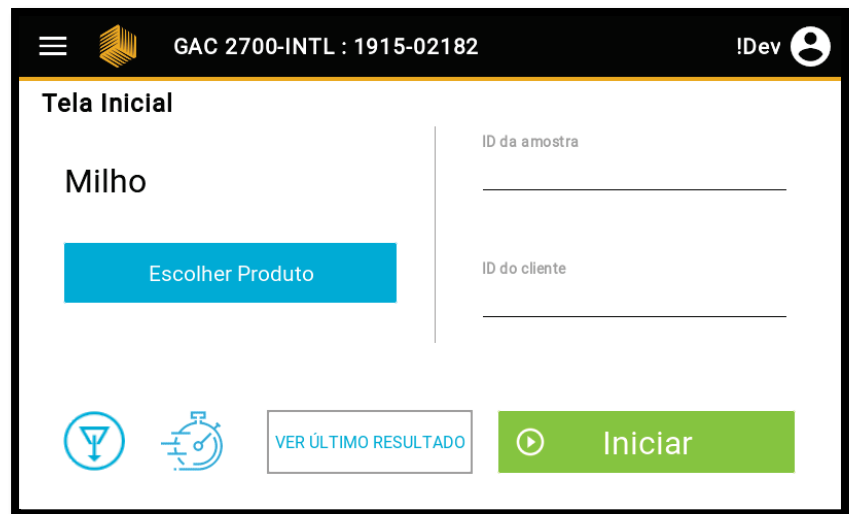 GAC 2700-INTL : 1915-02182
!Dev
Tela Inicial
Milho
Escolher Produto
ID da amostra
ID do cliente
VER ÚLTIMO RESULTADO
Iniciar